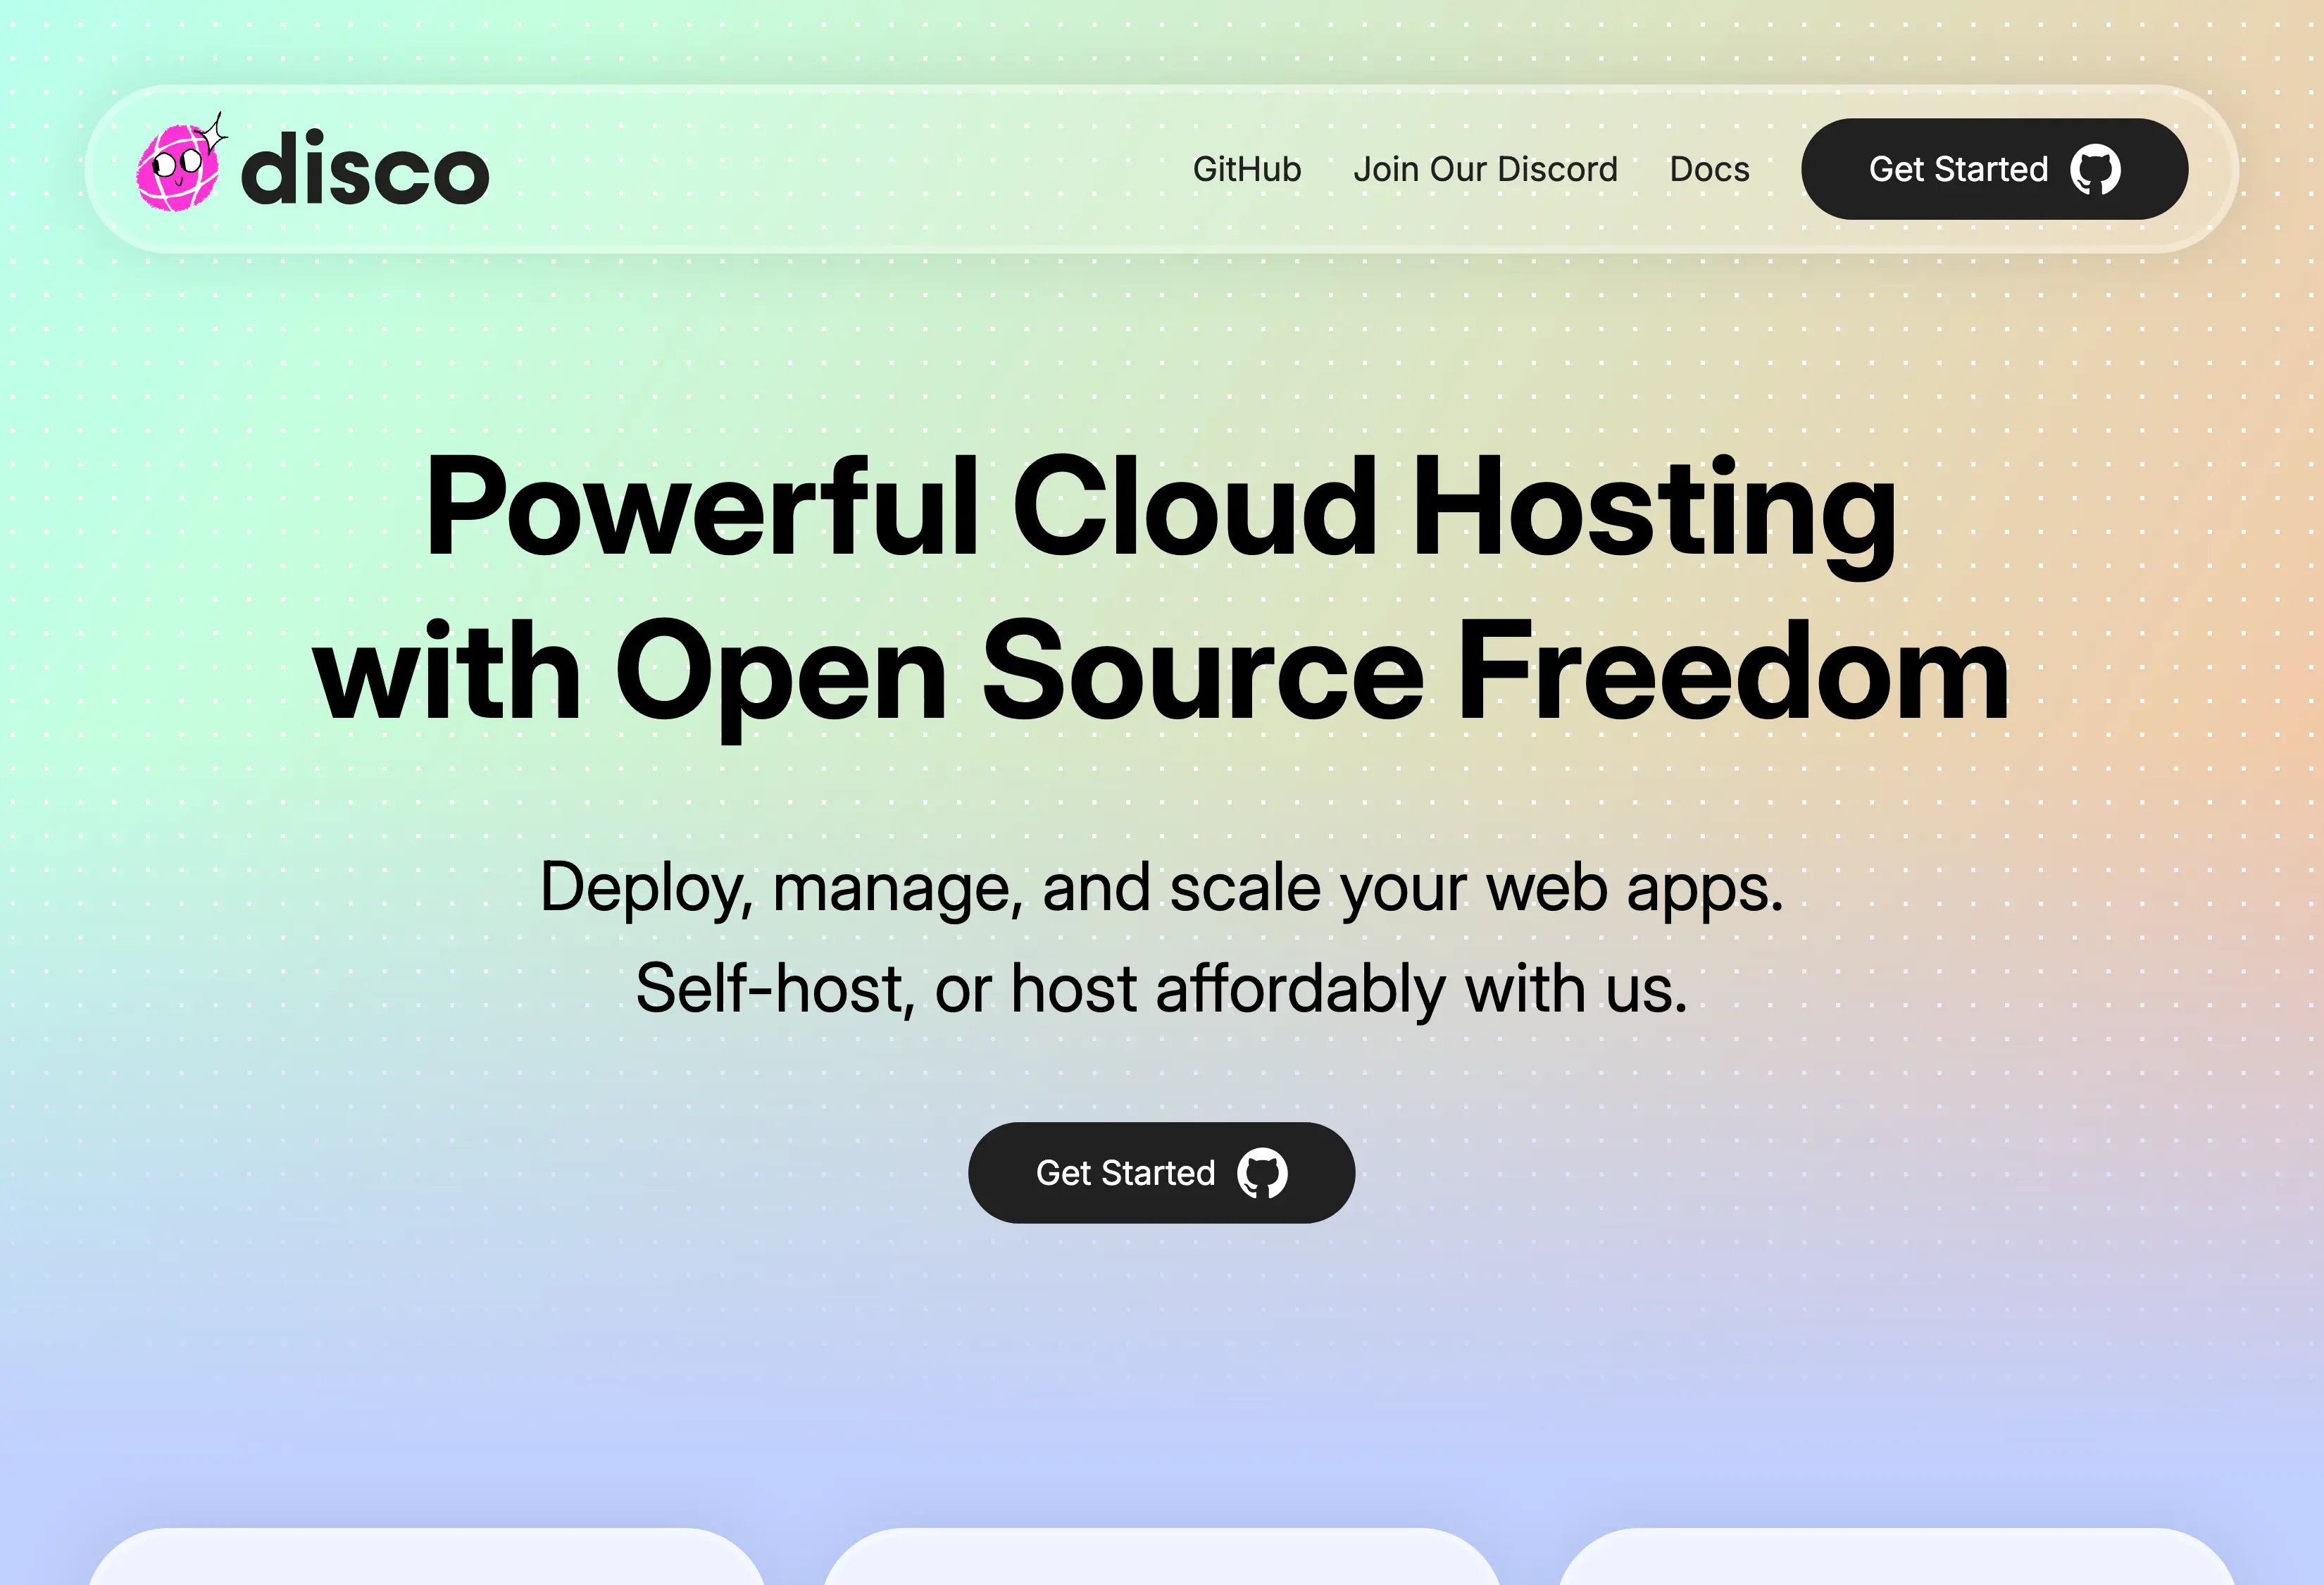 disco
GitHub
Join Our Discord
Docs
Get Started
Powerful Cloud Hosting
with Open Source Freedom
Deploy, manage, and scale your web apps.
Self-host, or host affordably with us.
Get Started